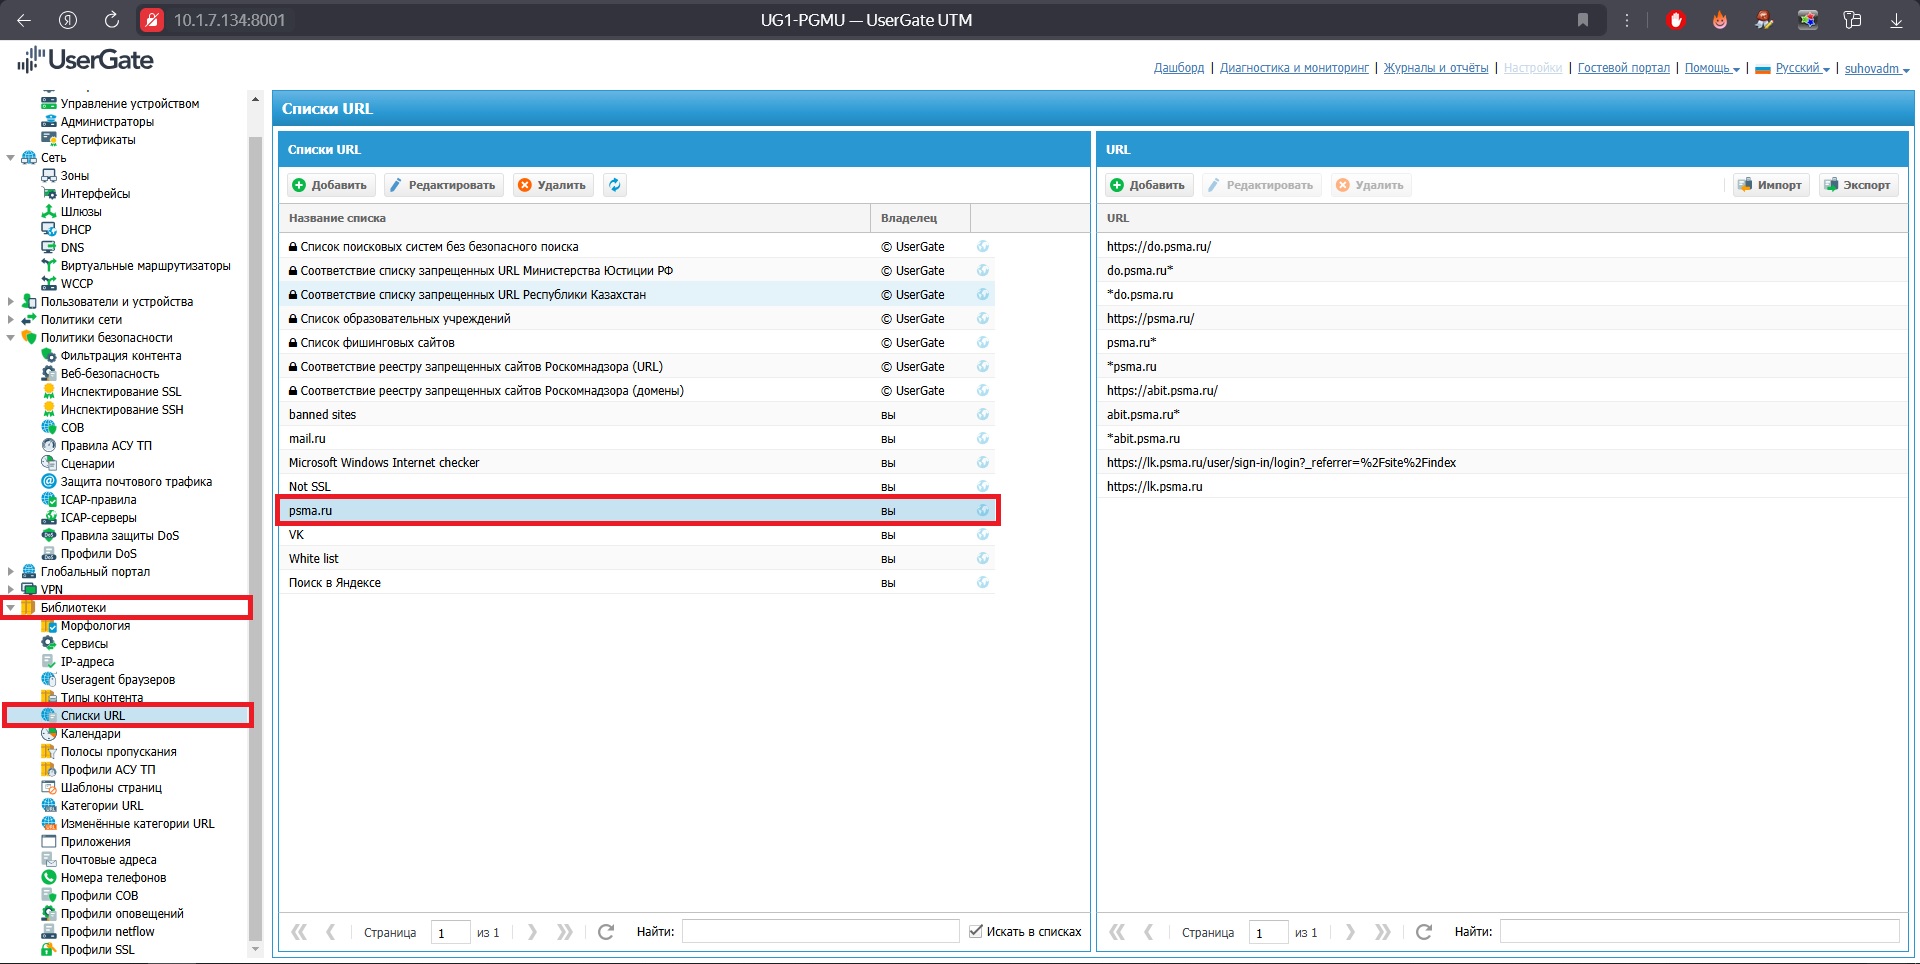 10.1.7.134:8001
UG1-PGMU — UserGate UTM
UserGate
Дашборд | Диагностика и мониторинг | Журналы и отчёты | Настройки | Гостевой портал | Помощь | Русский | suhovadm
Управление устройством
Администраторы
Сертификаты
Сеть
Зоны
Интерфейсы
Шлюзы
DHCP
DNS
Виртуальные маршрутизаторы
WCCP
Пользователи и устройства
Политики сети
Политики безопасности
Фильтрация контента
Веб-безопасность
Инспектирование SSL
Инспектирование SSH
СОВ
Правила АСУ ТП
Сценарии
Защита почтового трафика
ICAP-правила
ICAP-серверы
Правила защиты DoS
Профили DoS
Глобальный портал
VPN
Библиотеки
Морфология
Сервисы
IP-адреса
Useragent браузеров
Типы контента
Списки URL
Календари
Полосы пропускания
Профили АСУ ТП
Шаблоны страниц
Категории URL
Изменённые категории URL
Приложения
Почтовые адреса
Номера телефонов
Профили СОВ
Профили оповещений
Профили netflow
Профили SSL
Списки URL
Списки URL
Добавить Редактировать Удалить
Название списка Владелец
Список поисковых систем без безопасного поиска © UserGate
Соответствие списку запрещенных URL Министерства Юстиции РФ © UserGate
Соответствие списку запрещенных URL Республики Казахстан © UserGate
Список образовательных учреждений © UserGate
Список фишинговых сайтов © UserGate
Соответствие реестру запрещенных сайтов Роскомнадзора (URL) © UserGate
Соответствие реестру запрещенных сайтов Роскомнадзора (домены) © UserGate
banned sites вы
mail.ru вы
Microsoft Windows Internet checker вы
Not SSL вы
psma.ru вы
VK вы
White list вы
Поиск в Яндексе вы
Страница 1 из 1 Найти: Искать в списках
URL
Добавить Редактировать Удалить Импорт Экспорт
URL
https://do.psma.ru/
do.psma.ru*
*do.psma.ru
https://psma.ru/
psma.ru*
*psma.ru
https://abit.psma.ru/
abit.psma.ru*
*abit.psma.ru
https://lk.psma.ru/user/sign-in/login?_referrer=%2Fsite%2Findex
https://lk.psma.ru
Страница 1 из 1 Найти: